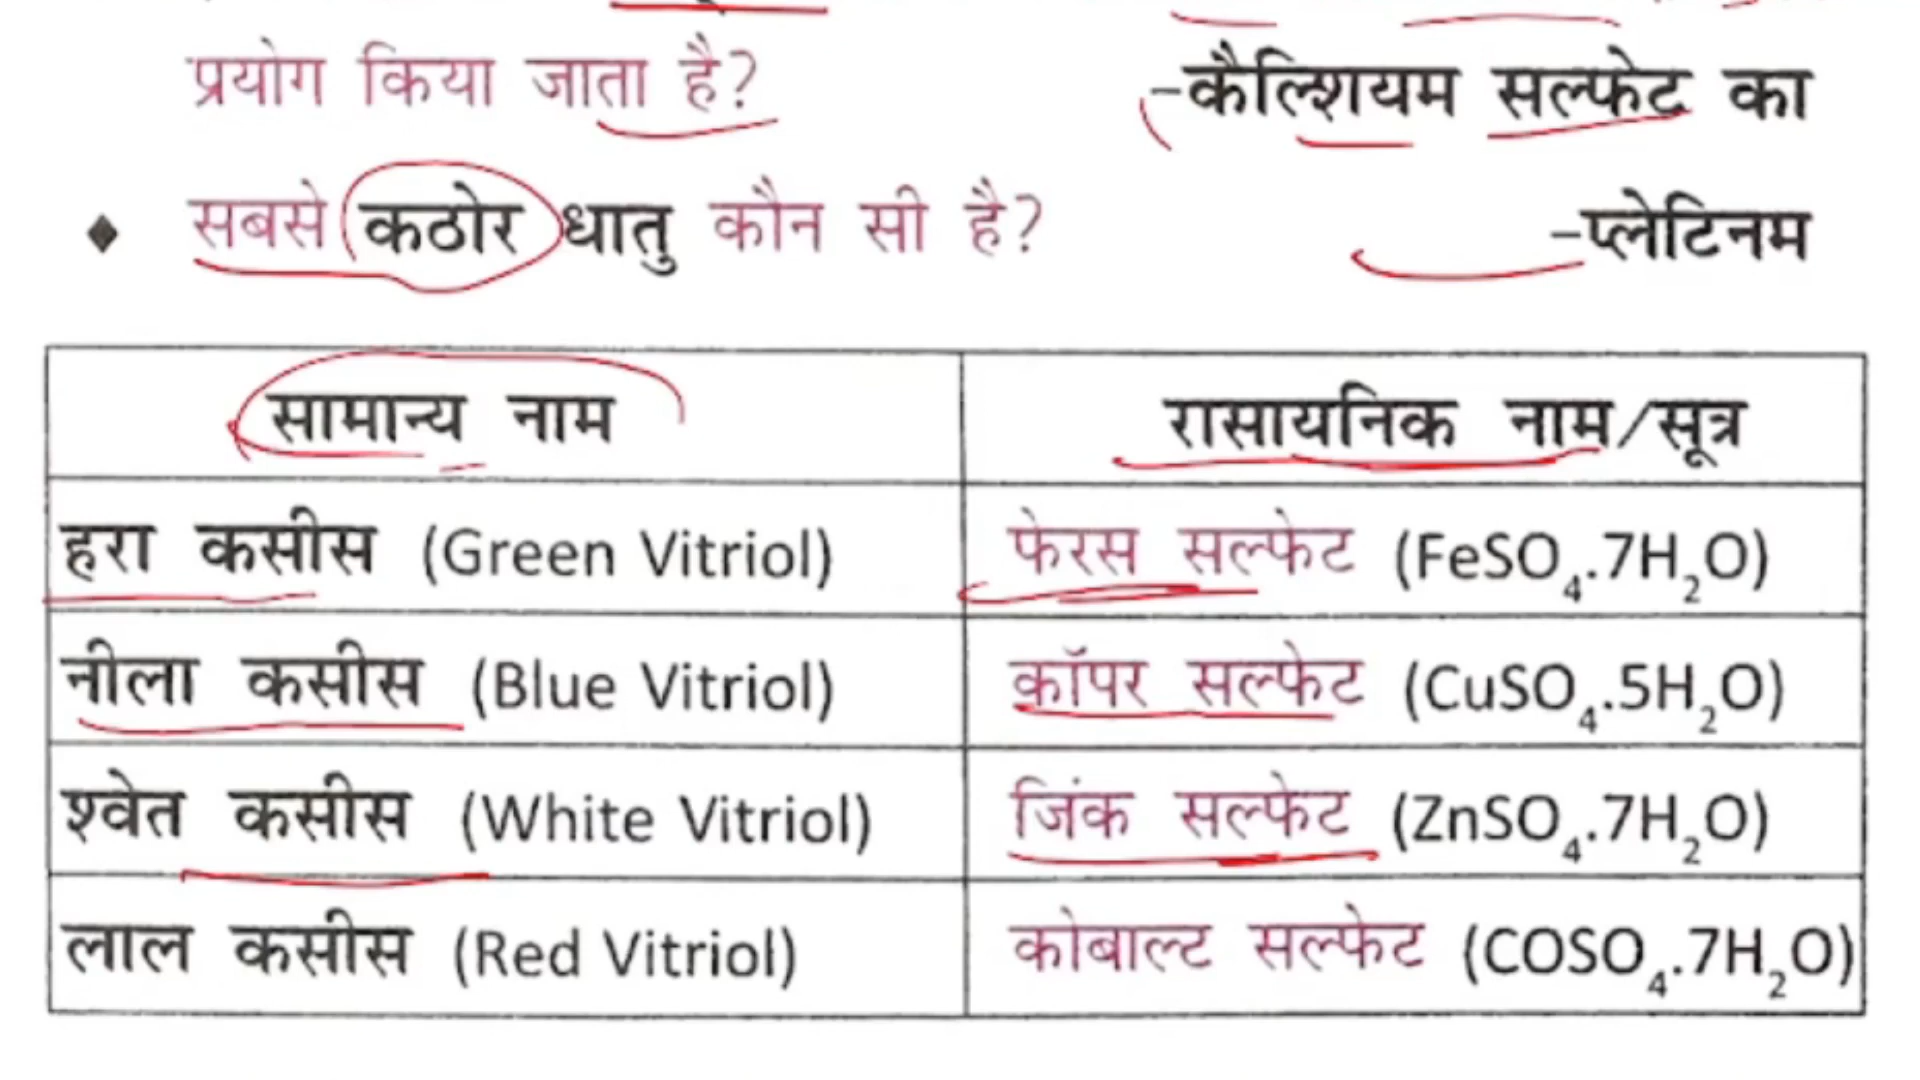 प्रयोग किया जाता है? -कैल्शियम सल्फेट का
♦ सबसे कठोर धातु कौन सी है? -प्लेटिनम
सामान्य नाम रासायनिक नाम/सूत्र
हरा कसीस (Green Vitriol) फेरस सल्फेट (FeSO₄.7H₂O)
नीला कसीस (Blue Vitriol) कॉपर सल्फेट (CuSO₄.5H₂O)
श्वेत कसीस (White Vitriol) जिंक सल्फेट (ZnSO₄.7H₂O)
लाल कसीस (Red Vitriol) कोबाल्ट सल्फेट (COSO₄.7H₂O)